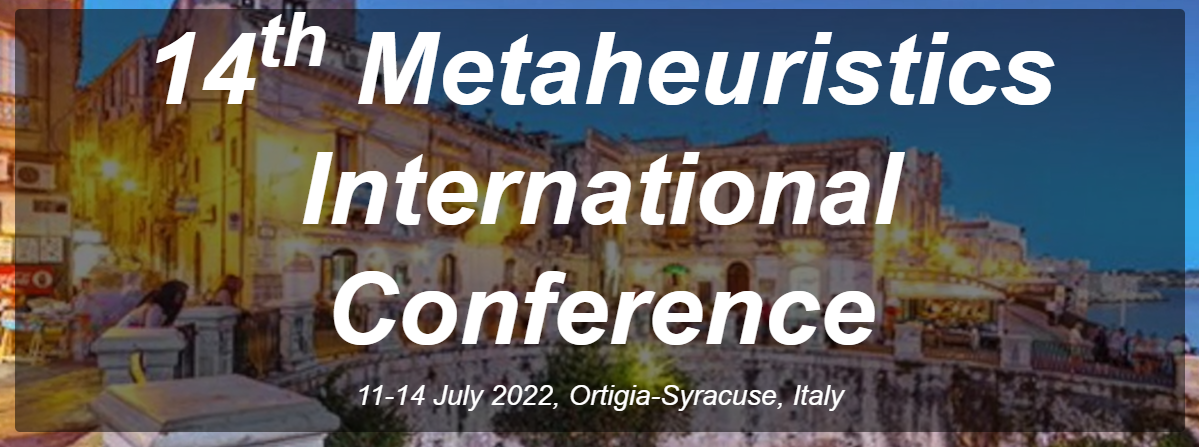 14th Metaheuristics
International
Conference
11-14 July 2022, Ortigia-Syracuse, Italy